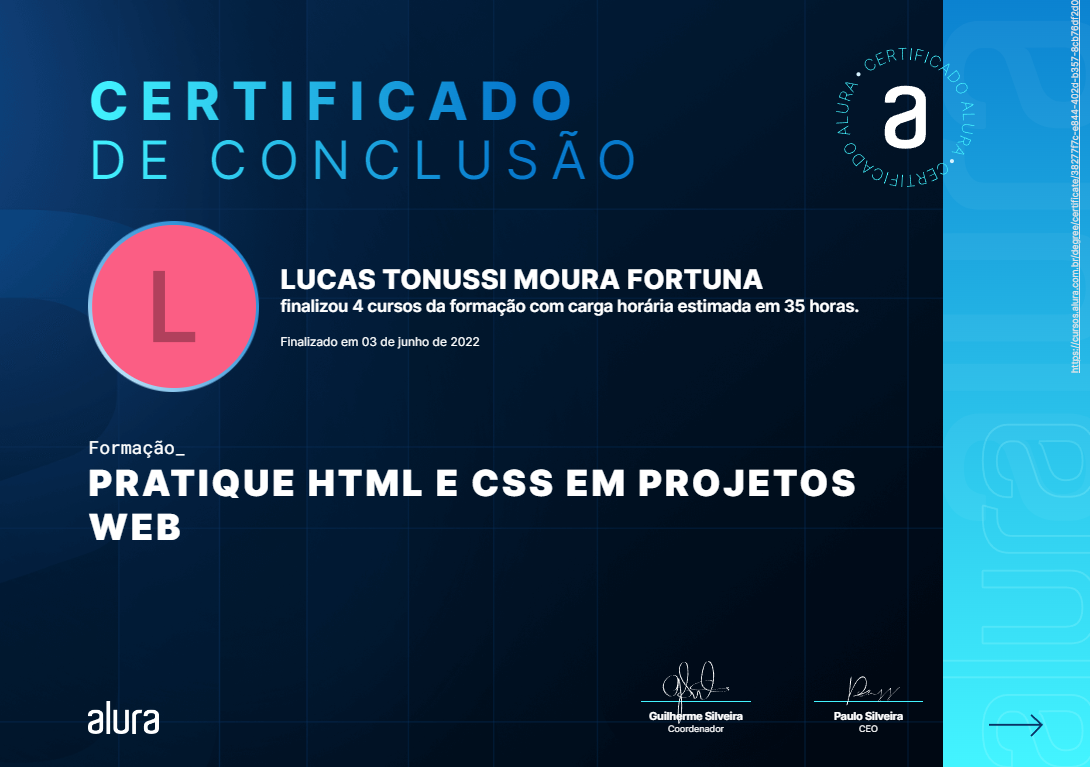 CERTIFICADO
DE CONCLUSÃO
CERTIFICADO ALURA • CERTIFICADO ALURA •
a
L
LUCAS TONUSSI MOURA FORTUNA
finalizou 4 cursos da formação com carga horária estimada em 35 horas.
Finalizado em 03 de junho de 2022
Formação_
PRATIQUE HTML E CSS EM PROJETOS
WEB
alura
Guilherme Silveira
Coordenador
Paulo Silveira
CEO
alura